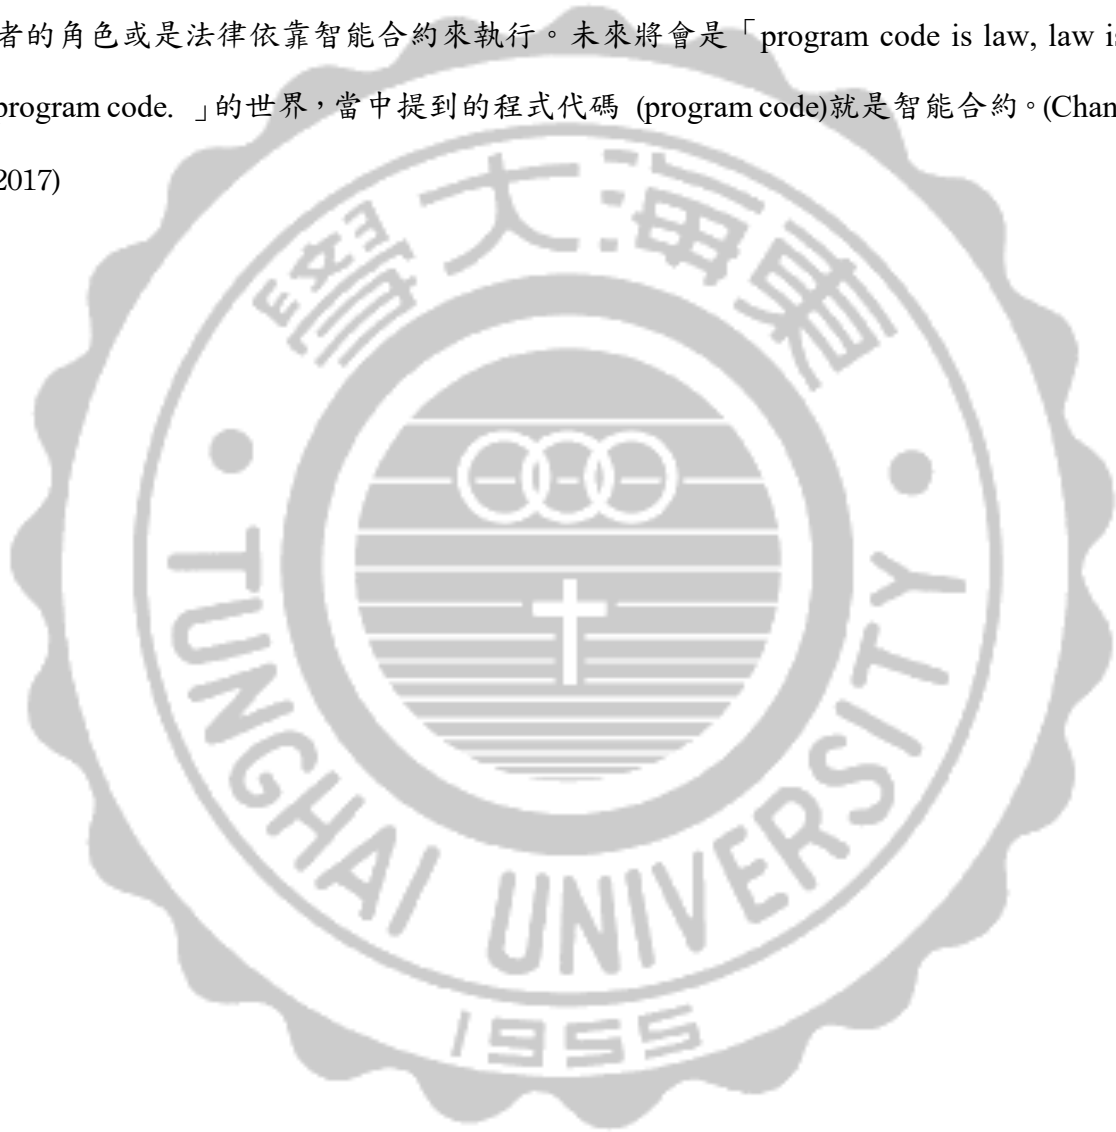 者的角色或是法律依靠智能合約來執行。未來將會是「program code is law, law is
program code. 」的世界，當中提到的程式代碼 (program code)就是智能合約。(Chan
2017)
學大海東
TUNGHAI UNIVERSITY
1955